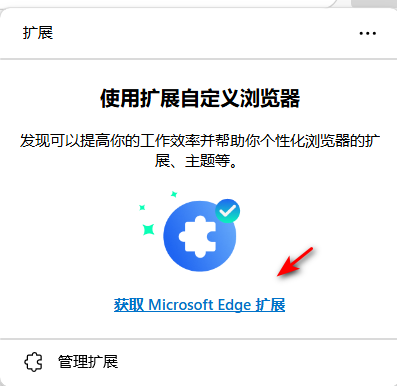 扩展
使用扩展自定义浏览器
发现可以提高你的工作效率并帮助你个性化浏览器的扩
展、主题等。
获取 Microsoft Edge 扩展
管理扩展